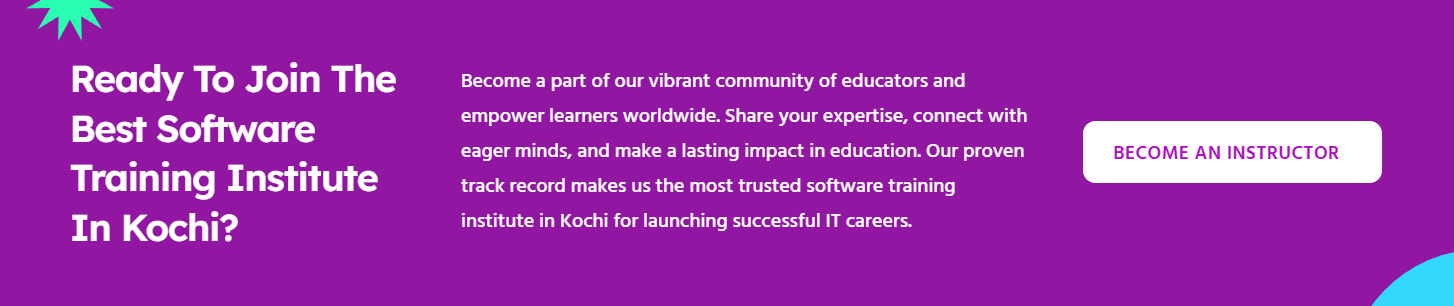 Ready To Join The
Best Software
Training Institute
In Kochi?
Become a part of our vibrant community of educators and
empower learners worldwide. Share your expertise, connect with
eager minds, and make a lasting impact in education. Our proven
track record makes us the most trusted software training
institute in Kochi for launching successful IT careers.
BECOME AN INSTRUCTOR